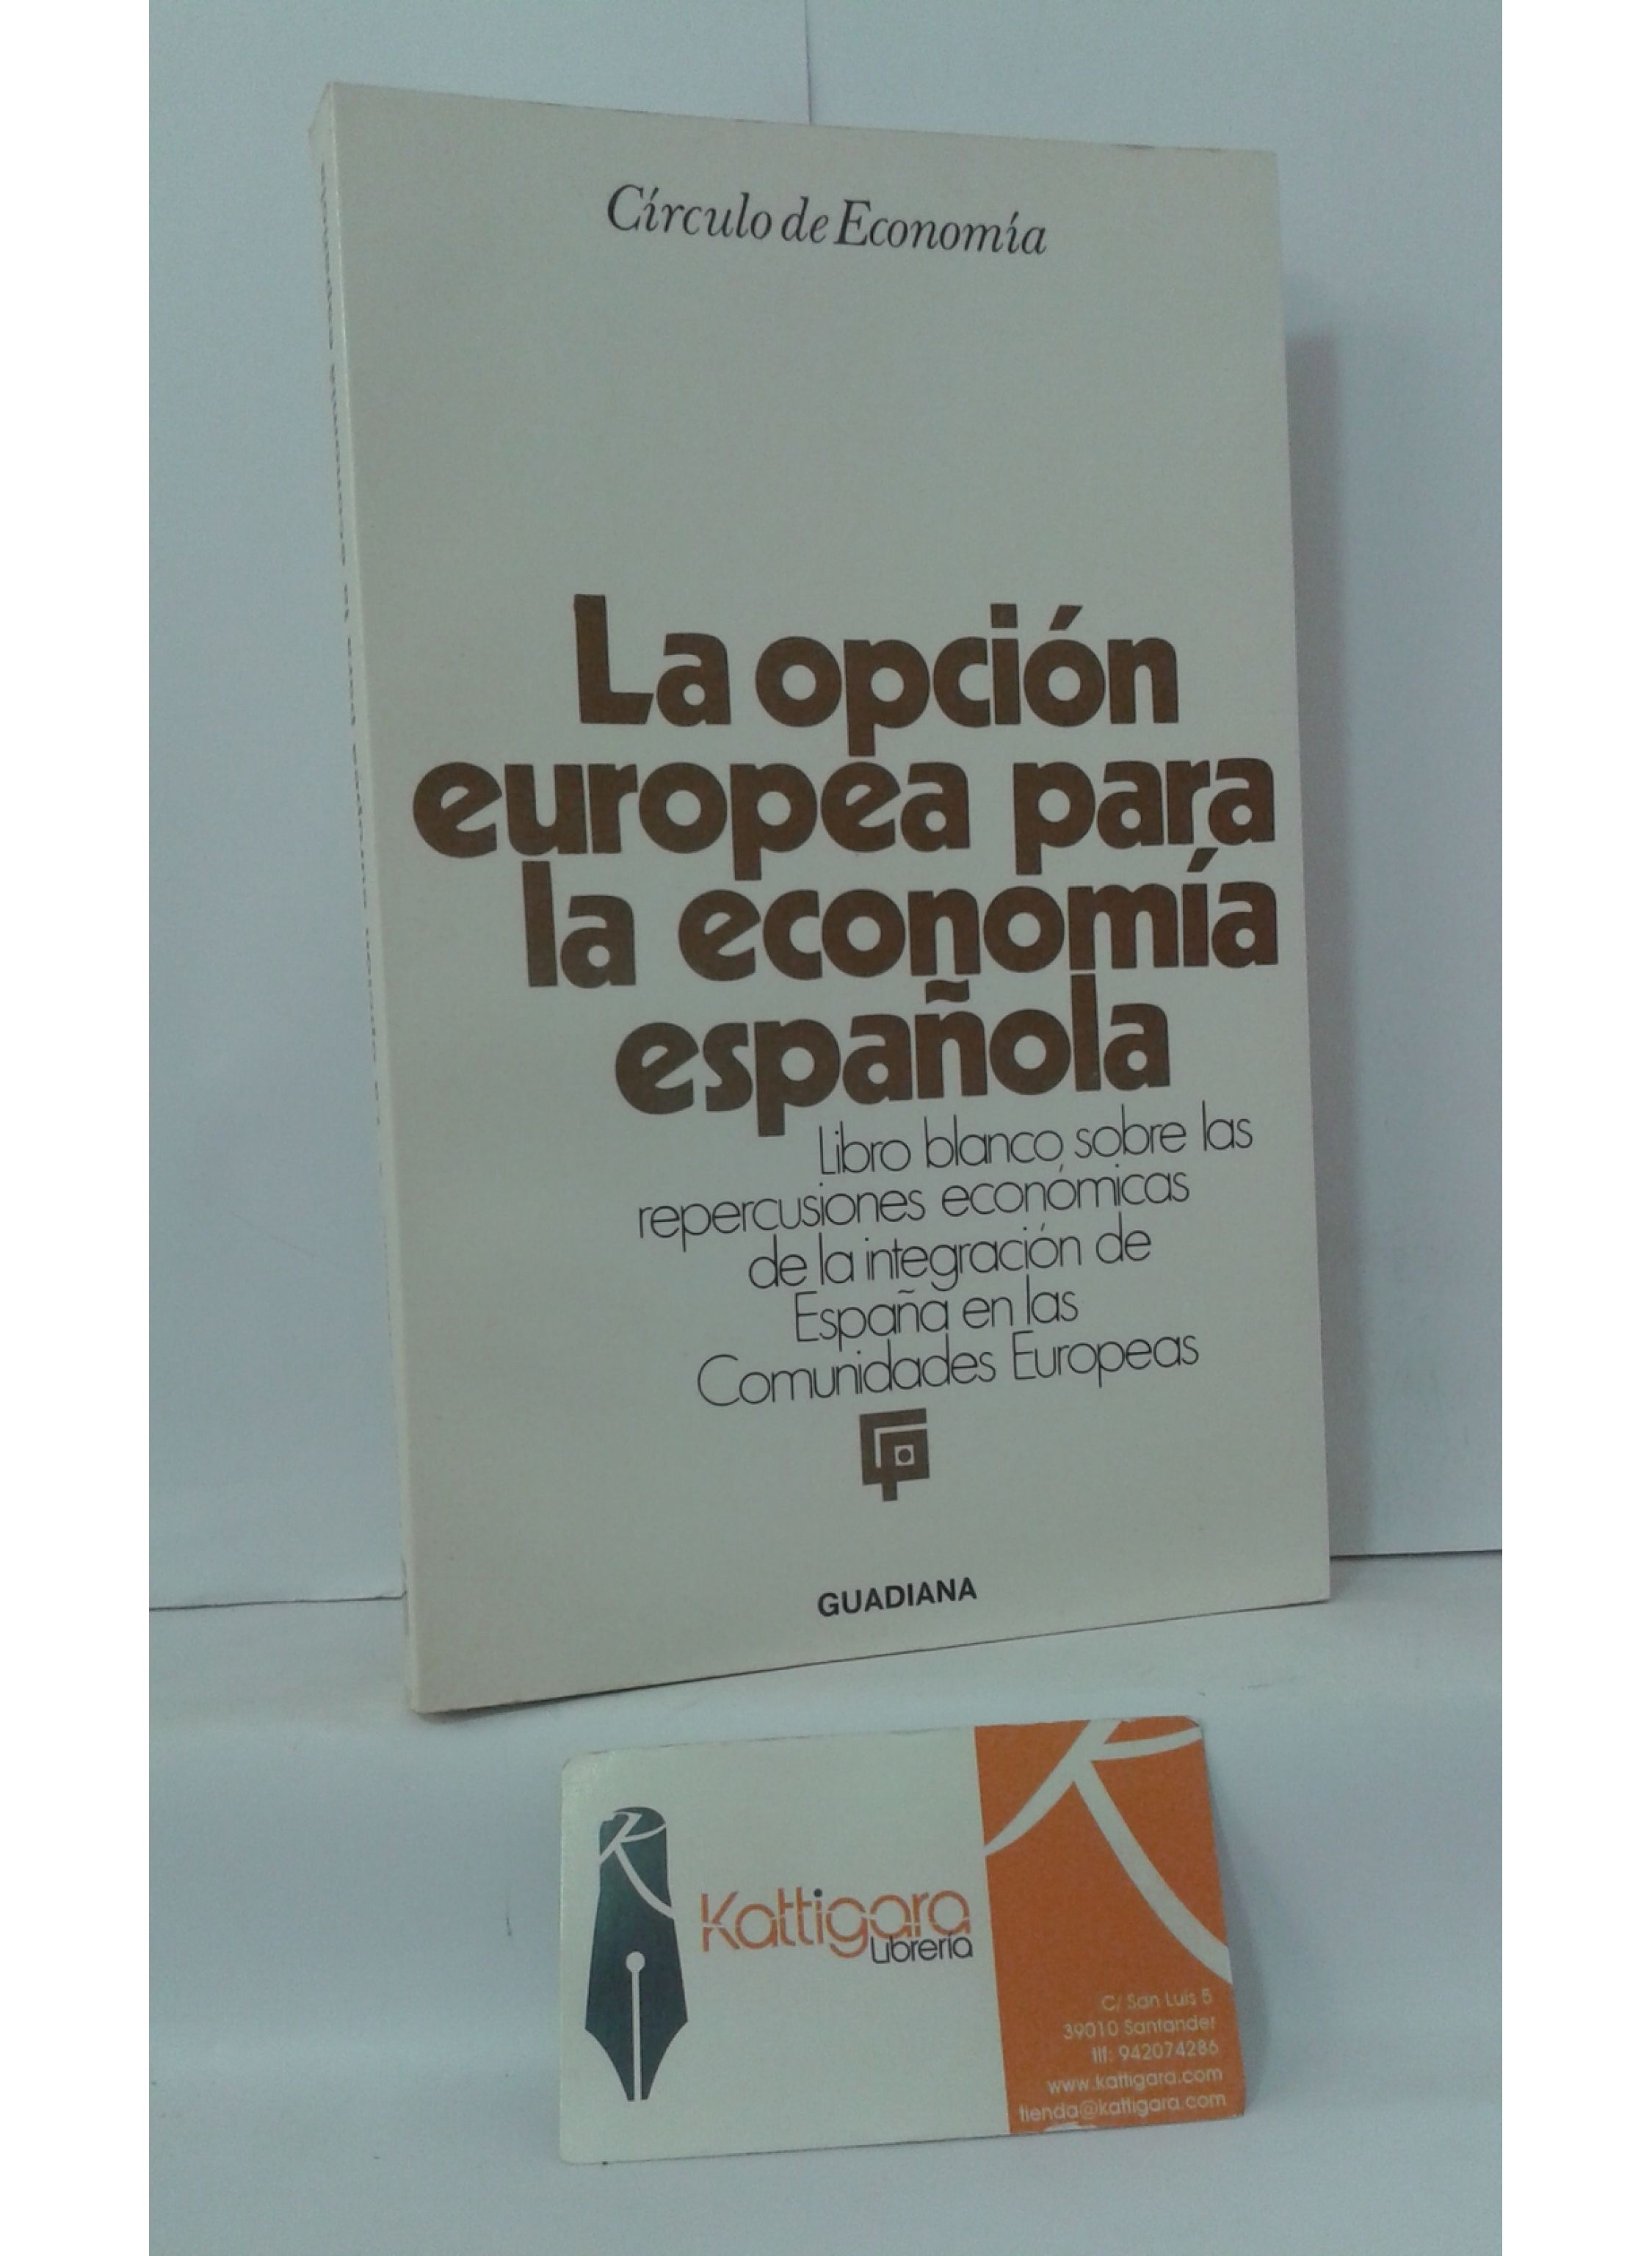 Círculo de Economía
La opción
europea para
la economía
española
Libro blanco sobre las
repercusiones económicas
de la integración de
España en las
Comunidades Europeas
GUADIANA
Kattigara
Librería
C/ San Luis 5
39010 Santander
tlf: 942074286
www.kattigara.com
tienda@kattigara.com